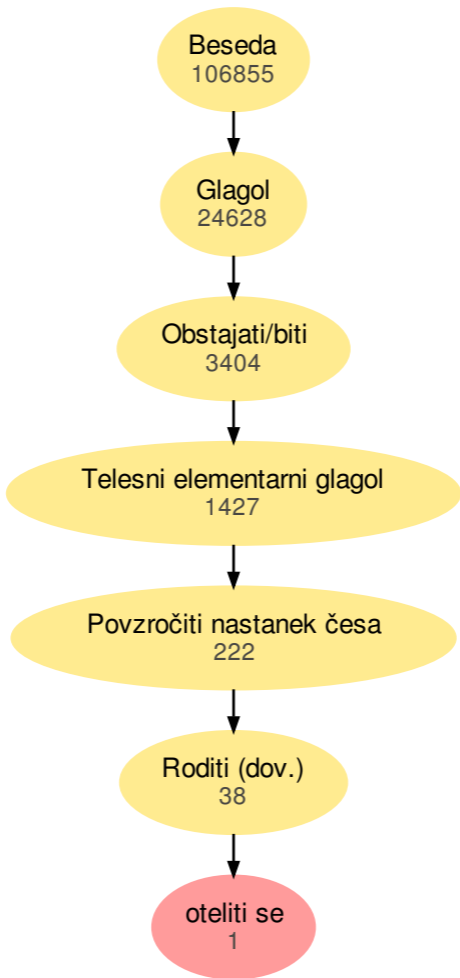 Beseda
106855
Glagol
24628
Obstajati/biti
3404
Telesni elementarni glagol
1427
Povzročiti nastanek česa
222
Roditi (dov.)
38
oteliti se
1